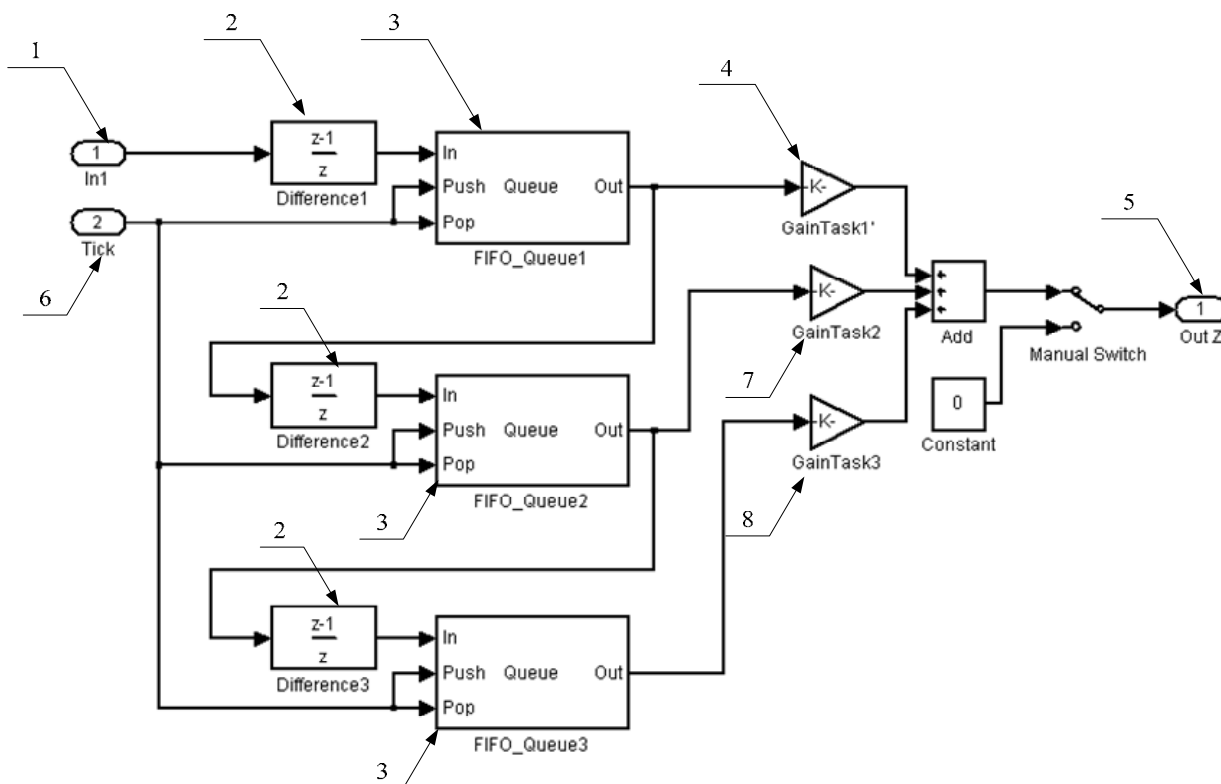 1
2
3
4
1
In1
z-1
z
Difference1
In
Push
Queue
Out
Pop
FIFO_Queue1
-K-
GainTask1'
2
Tick
6
5
1
Out Z
2
-K-
GainTask2
7
Add
Manual Switch
z-1
z
Difference2
In
Push
Queue
Out
Pop
FIFO_Queue2
3
-K-
GainTask3
8
0
Constant
2
z-1
z
Difference3
In
Push
Queue
Out
Pop
FIFO_Queue3
3